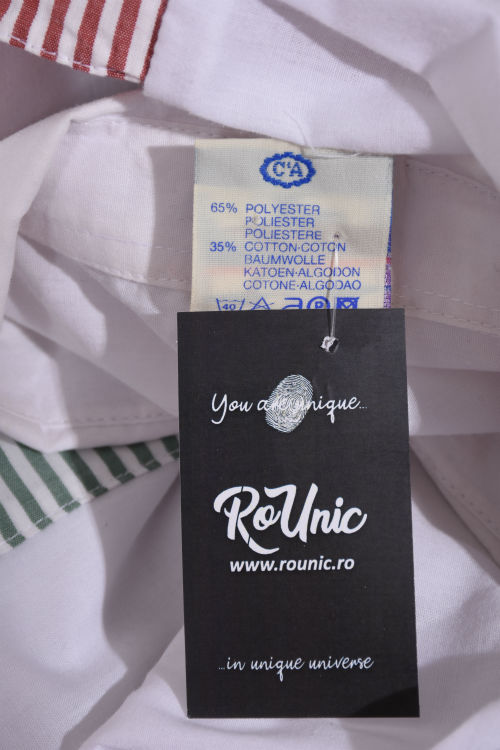 C&A
65% POLYESTER
POLIESTER
POLIESTERE
35% COTTON-COTON
BAUMWOLLE
KATOEN-ALGODON
COTONE-ALGODAO
40
You are unique...
RoUnic
www.rounic.ro
...in unique universe